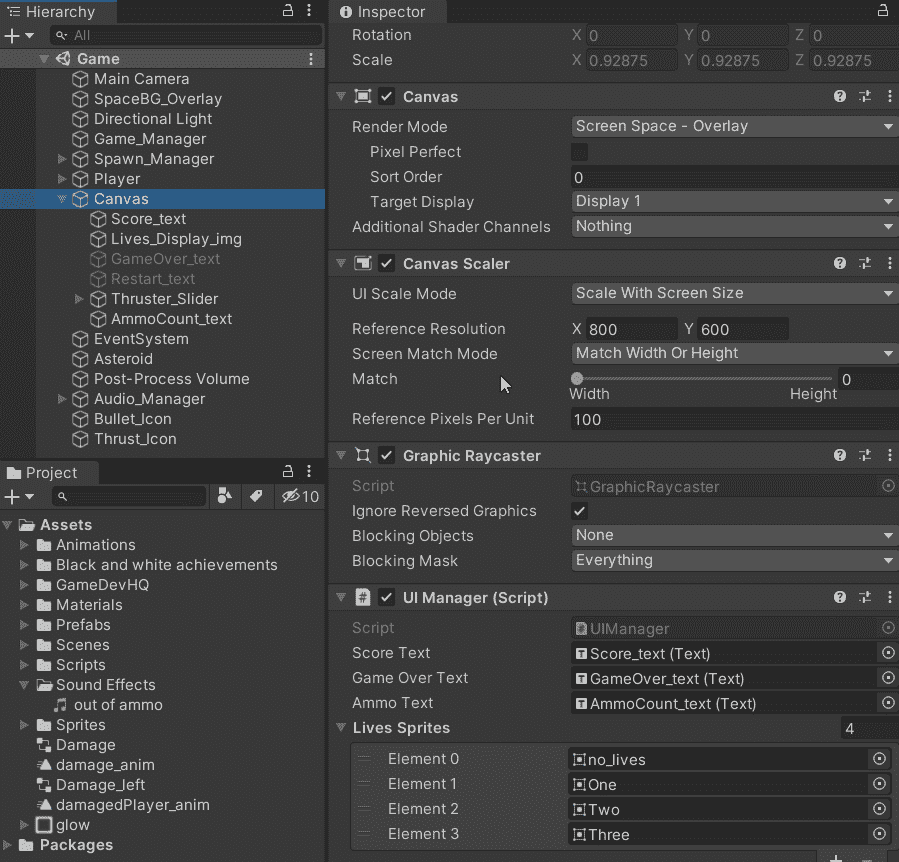 Hierarchy
All
Game
Main Camera
SpaceBG_Overlay
Directional Light
Game_Manager
Spawn_Manager
Player
Canvas
Score_text
Lives_Display_img
GameOver_text
Restart_text
Thruster_Slider
AmmoCount_text
EventSystem
Asteroid
Post-Process Volume
Audio_Manager
Bullet_Icon
Thrust_Icon
Project
10
Assets
Animations
Black and white achievements
GameDevHQ
Materials
Prefabs
Scenes
Scripts
Sound Effects
out of ammo
Sprites
Damage
damage_anim
Damage_left
damagedPlayer_anim
glow
Packages
Inspector
Rotation X 0 Y 0 Z 0
Scale X 0.92875 Y 0.92875 Z 0.92875
Canvas
Render Mode Screen Space - Overlay
Pixel Perfect
Sort Order 0
Target Display Display 1
Additional Shader Channels Nothing
Canvas Scaler
UI Scale Mode Scale With Screen Size
Reference Resolution X 800 Y 600
Screen Match Mode Match Width Or Height
Match 0
Width Height
Reference Pixels Per Unit 100
Graphic Raycaster
Script GraphicRaycaster
Ignore Reversed Graphics
Blocking Objects None
Blocking Mask Everything
# UI Manager (Script)
Script UIManager
Score Text Score_text (Text)
Game Over Text GameOver_text (Text)
Ammo Text AmmoCount_text (Text)
Lives Sprites 4
Element 0 no_lives
Element 1 One
Element 2 Two
Element 3 Three